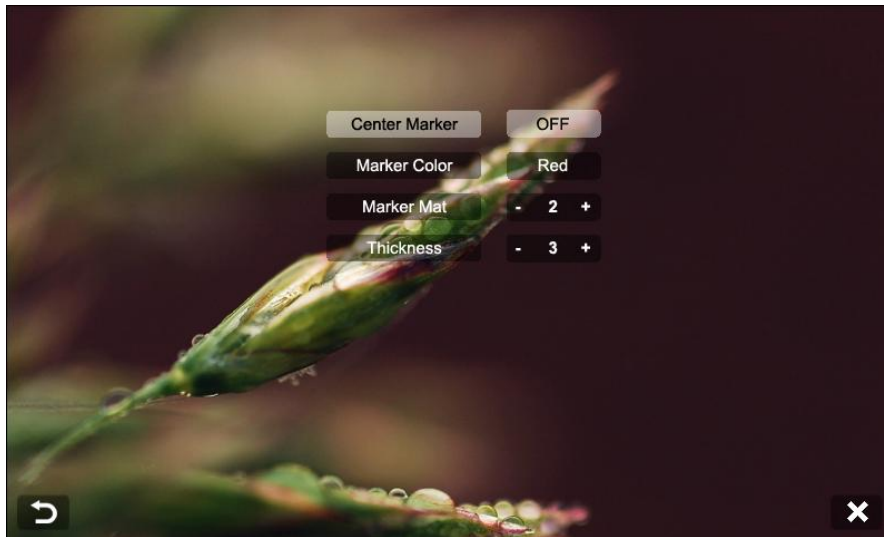 Center Marker OFF
Marker Color Red
Marker Mat - 2 +
Thickness - 3 +